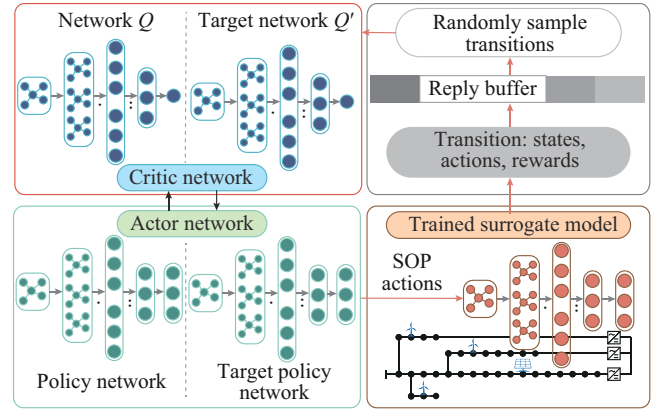 Network Q
Target network Q′
Critic network
Randomly sample
transitions
Reply buffer
Transition: states,
actions, rewards
Actor network
Policy network
Target policy
network
SOP
actions
Trained surrogate model